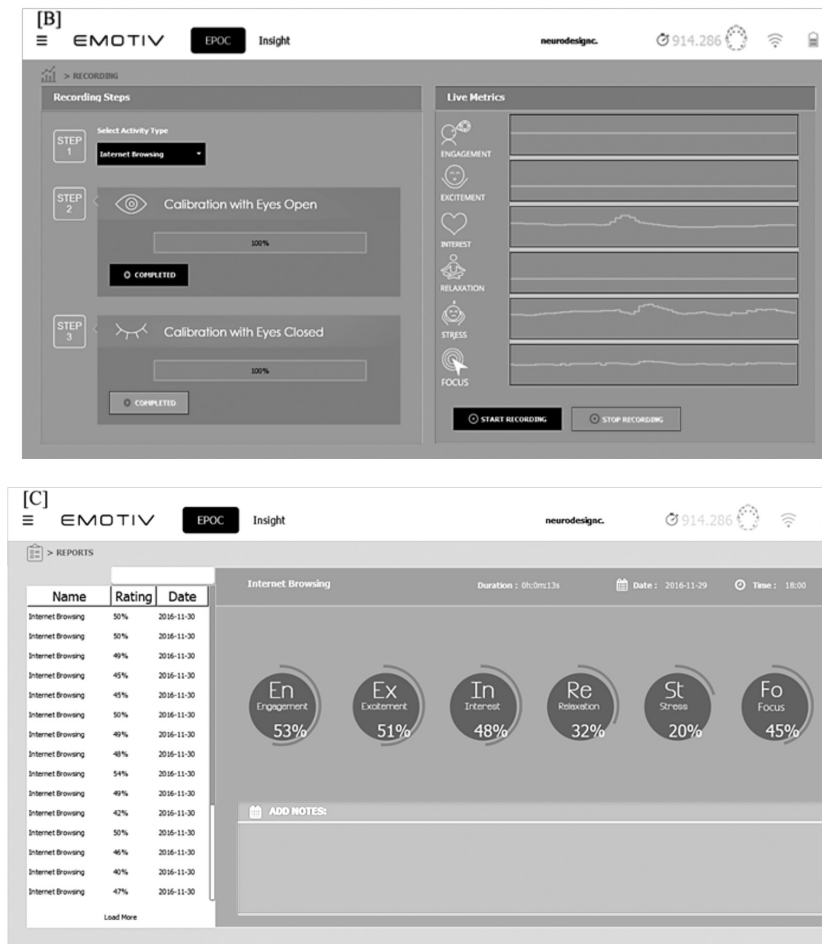 [B]
EMOTIV EPOC Insight neurodesignc. 914.286
> RECORDING
Recording Steps
STEP 1
Select Activity Type
Internet Browsing
STEP 2
Calibration with Eyes Open
100%
COMPLETED
STEP 3
Calibration with Eyes Closed
100%
COMPLETED
Live Metrics
ENGAGEMENT
EXCITEMENT
INTEREST
RELAXATION
STRESS
FOCUS
START RECORDING STOP RECORDING
[C]
EMOTIV EPOC Insight neurodesignc. 914.286
> REPORTS
Name Rating Date
Internet Browsing 50% 2016-11-30
Internet Browsing 50% 2016-11-30
Internet Browsing 49% 2016-11-30
Internet Browsing 45% 2016-11-30
Internet Browsing 45% 2016-11-30
Internet Browsing 50% 2016-11-30
Internet Browsing 49% 2016-11-30
Internet Browsing 48% 2016-11-30
Internet Browsing 54% 2016-11-30
Internet Browsing 49% 2016-11-30
Internet Browsing 42% 2016-11-30
Internet Browsing 50% 2016-11-30
Internet Browsing 46% 2016-11-30
Internet Browsing 40% 2016-11-30
Internet Browsing 47% 2016-11-30
Load More
Internet Browsing Duration : 0h:0m:13s Date : 2016-11-29 Time : 18:00
En
Engagement
53%
Ex
Excitement
51%
In
Interest
48%
Re
Relaxation
32%
St
Stress
20%
Fo
Focus
45%
ADD NOTES: